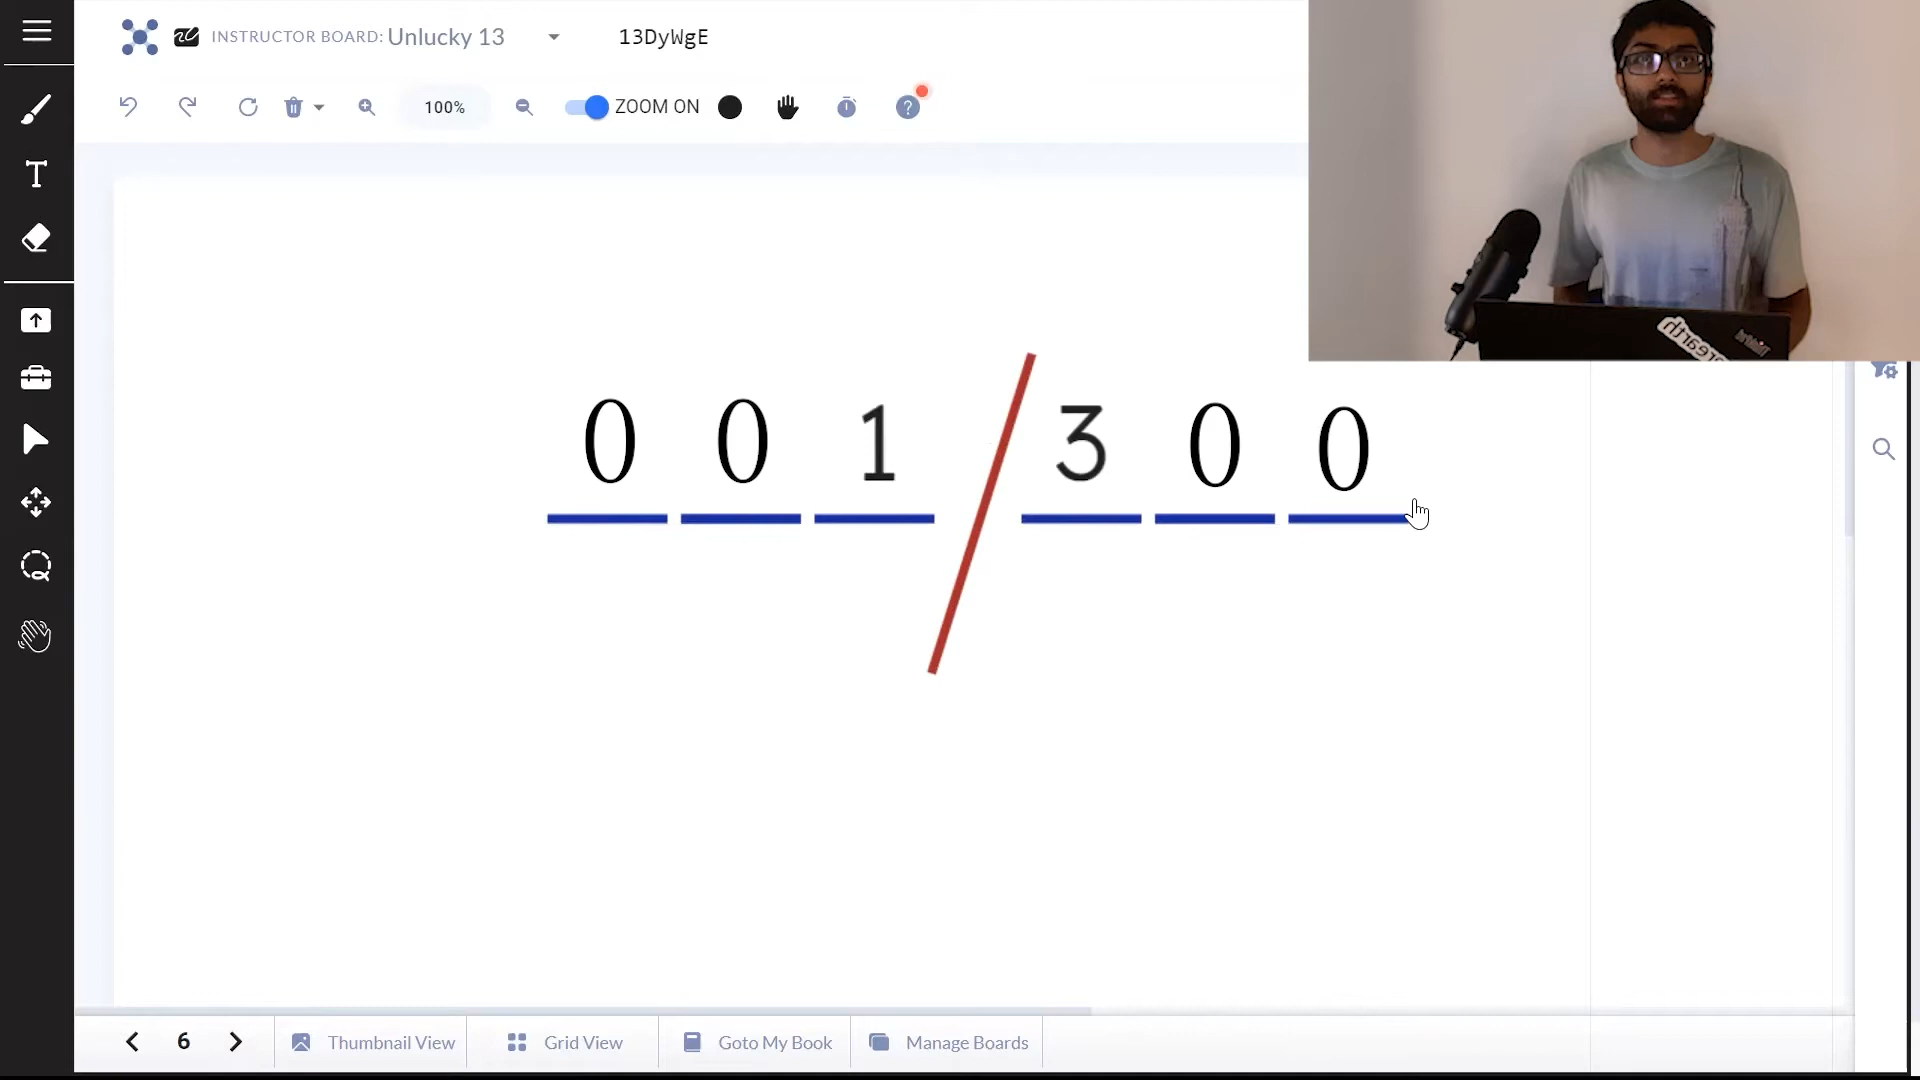 INSTRUCTOR BOARD: Unlucky 13 13DyWgE
100% ZOOM ON ?
T
0 0 1 / 3 0 0
6 Thumbnail View Grid View Goto My Book Manage Boards